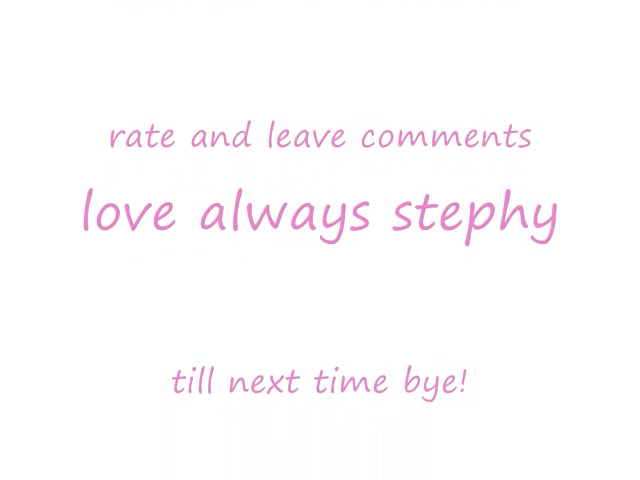 rate and leave comments
love always stephy
till next time bye!